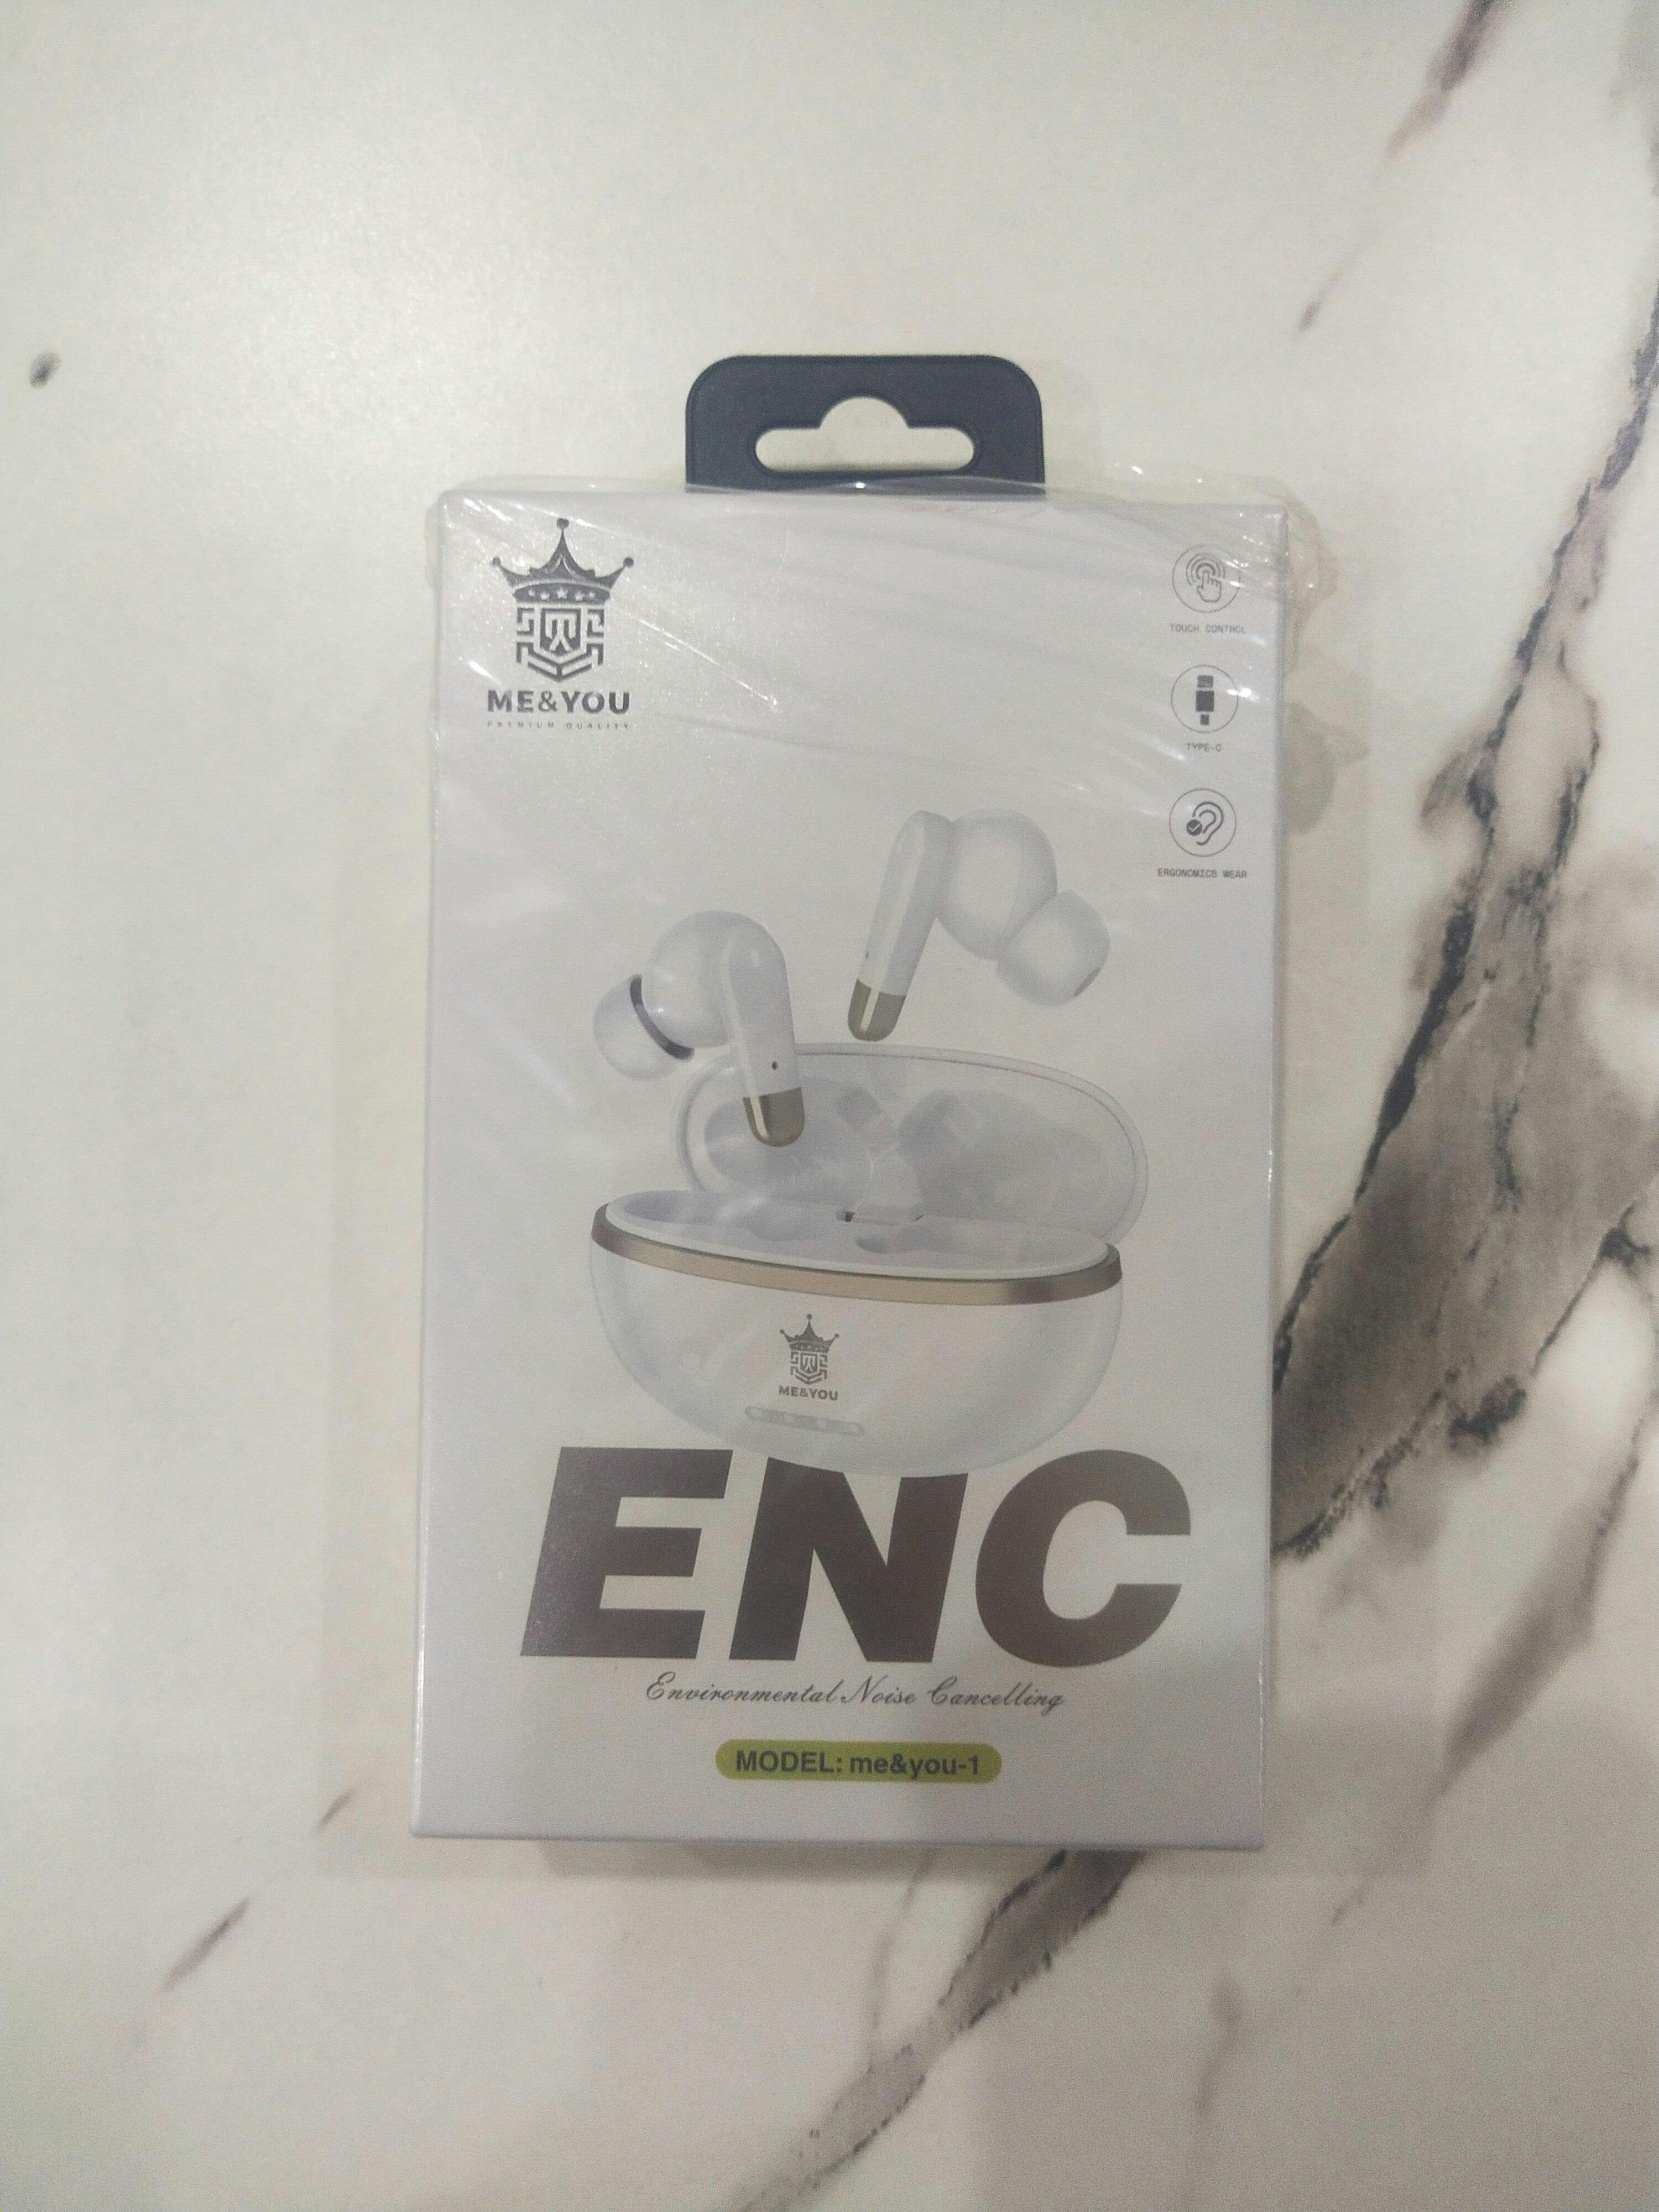 ME&YOU
PREMIUM QUALITY
TOUCH CONTROL
TYPE-C
ERGONOMICS WEAR
ME&YOU
ENC
Environmental Noise Cancelling
MODEL: me&you-1